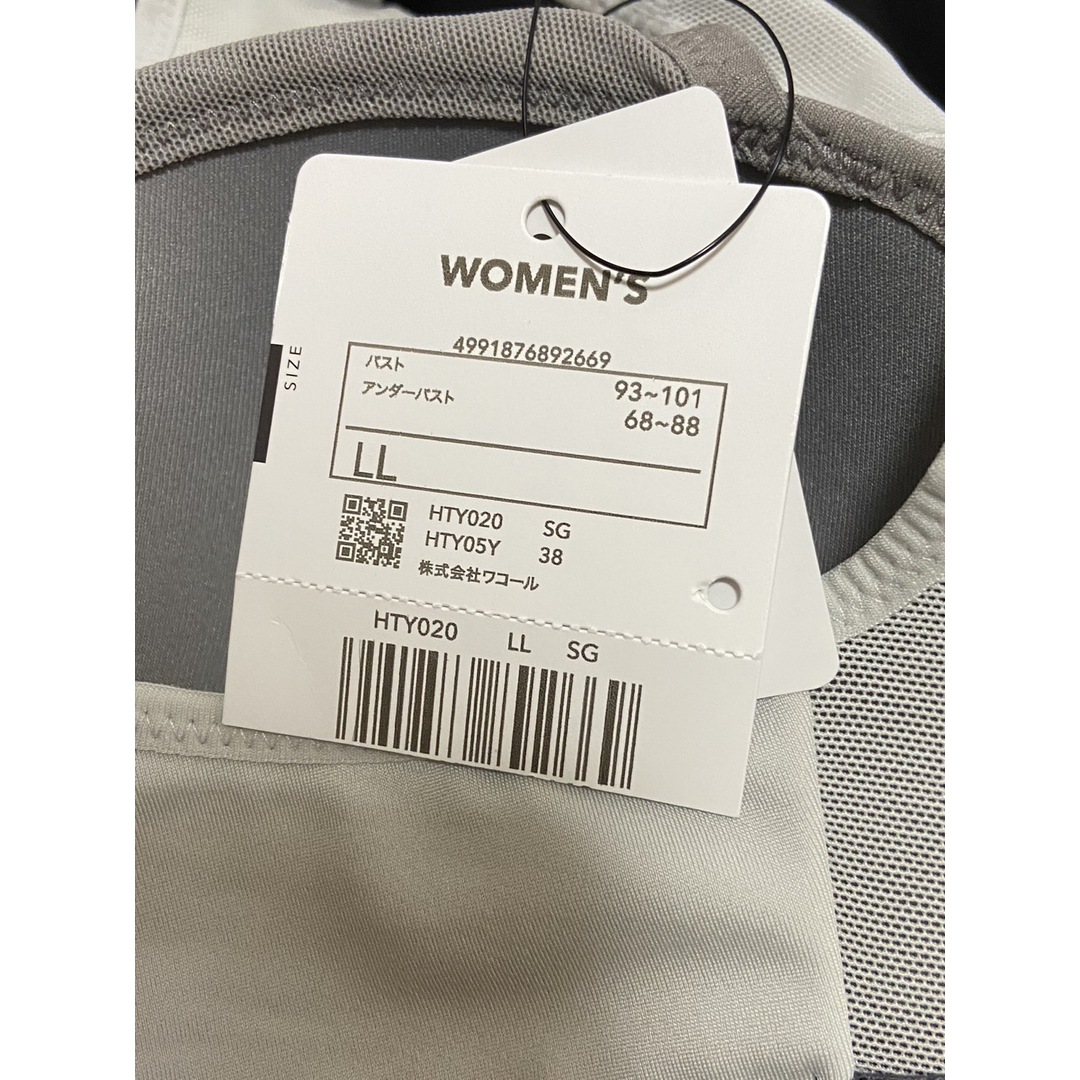 WOMEN'S
4991876892669
SIZE
バスト 93~101
アンダーバスト 68~88
LL
HTY020 SG
HTY05Y 38
株式会社ワコール
HTY020 LL SG